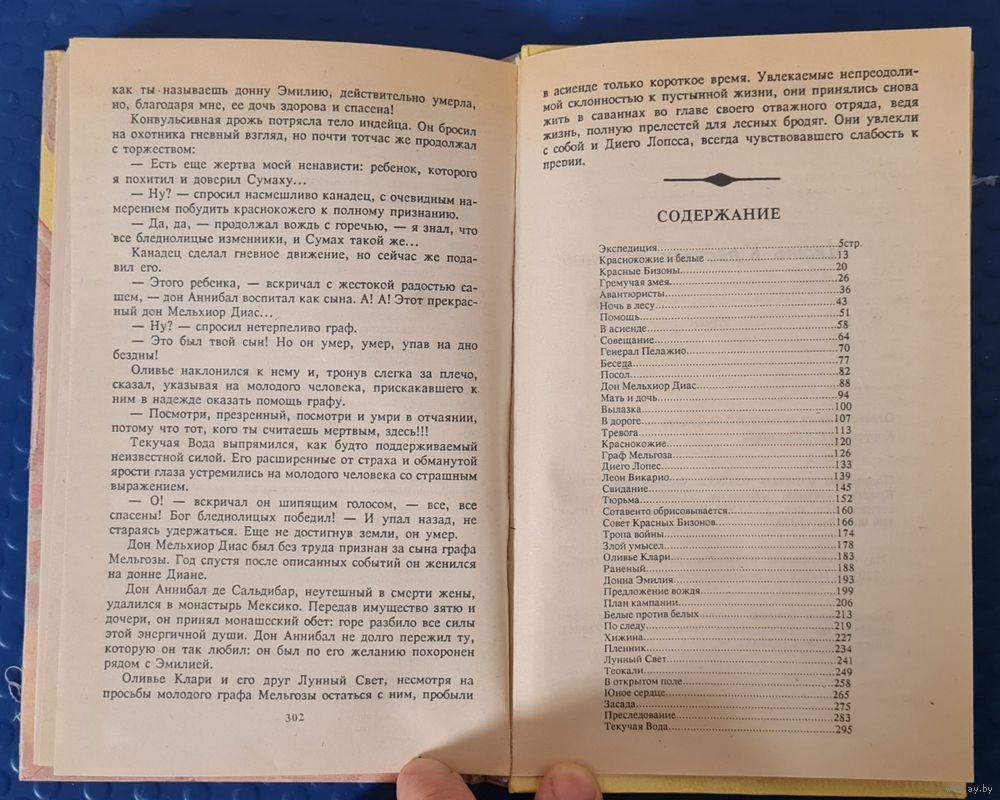 как ты называешь донну Эмилию, действительно умерла,
но, благодаря мне, ее дочь здорова и спасена!
Конвульсивная дрожь потрясла тело индейца. Он бросил
на охотника гневный взгляд, но почти тотчас же продолжал
с торжеством:
— Есть еще жертва моей ненависти: ребенок, которого
я похитил и доверил Сумаху...
— Ну? — спросил насмешливо канадец, с очевидным на-
мерением побудить краснокожего к полному признанию.
— Да, да, — продолжал вождь с горечью, — я знал, что
все бледнолицые изменники, и Сумах такой же...
Канадец сделал гневное движение, но сейчас же пода-
вил его.
— Этого ребенка, — вскричал с жестокой радостью са-
шем, — дон Аннибал воспитал как сына. А! А! Этот прекрас-
ный дон Мельхиор Диас...
— Ну? — спросил нетерпеливо граф.
— Это был твой сын! Но он умер, умер, упав на дно
бездны!
Оливье наклонился к нему и, тронув слегка за плечо,
сказал, указывая на молодого человека, прискакавшего к
ним в надежде оказать помощь графу.
— Посмотри, презренный, посмотри и умри в отчаянии,
потому что тот, кого ты считаешь мертвым, здесь!!!
Текучая Вода выпрямился, как будто поддерживаемый
неизвестной силой. Его расширенные от страха и обманутой
ярости глаза устремились на молодого человека со страшным
выражением.
— О! — вскричал он шипящим голосом, — все, все
спасены! Бог бледнолицых победил! — И упал назад, не
стараясь удержаться. Еще не достигнув земли, он умер.
Дон Мельхиор Диас был без труда признан за сына графа
Мельгозы. Год спустя после описанных событий он женился
на донне Диане.
Дон Аннибал де Сальдибар, неутешный в смерти жены,
удалился в монастырь Мексико. Передав имущество зятю и
дочери, он принял монашеский обет: горе разбило все силы
этой энергичной души. Дон Аннибал не долго пережил ту,
которую он так любил: он был по его желанию похоронен
рядом с Эмилией.
Оливье Клари и его друг Лунный Свет, несмотря на
просьбы молодого графа Мельгозы остаться с ним, пробыли
302
в асиенде только короткое время. Увлекаемые непреодоли-
мой склонностью к пустынной жизни, они принялись снова
жить в саваннах во главе своего отважного отряда, ведя
жизнь, полную прелестей для лесных бродяг. Они увлекли
с собой и Диего Лопеса, всегда чувствовавшего слабость к
прерии.
СОДЕРЖАНИЕ
Экспедиция.....5стр.
Краснокожие и белые.....13
Красные Бизоны.....20
Гремучая змея.....26
Авантюристы.....36
Ночь в лесу.....43
Помощь.....51
В асиенде.....58
Совещание.....64
Генерал Пелажио.....70
Беседа.....77
Посол.....82
Дон Мельхиор Диас.....88
Мать и дочь.....94
Вылазка.....100
В дороге.....107
Тревога.....113
Краснокожие.....120
Граф Мельгоза.....126
Диего Лопес.....133
Леон Викарио.....139
Свидание.....145
Тюрьма.....152
Сотавенто обрисовывается.....160
Совет Красных Бизонов.....166
Тропа войны.....174
Злой умысел.....178
Оливье Клари.....183
Раненый.....188
Донна Эмилия.....193
Предложение вождя.....199
План кампании.....206
Белые против белых.....213
По следу.....219
Хижина.....227
Пленник.....234
Лунный Свет.....241
Теокали.....249
В открытом поле.....258
Юное сердце.....265
Засада.....275
Преследование.....283
Текучая Вода.....295